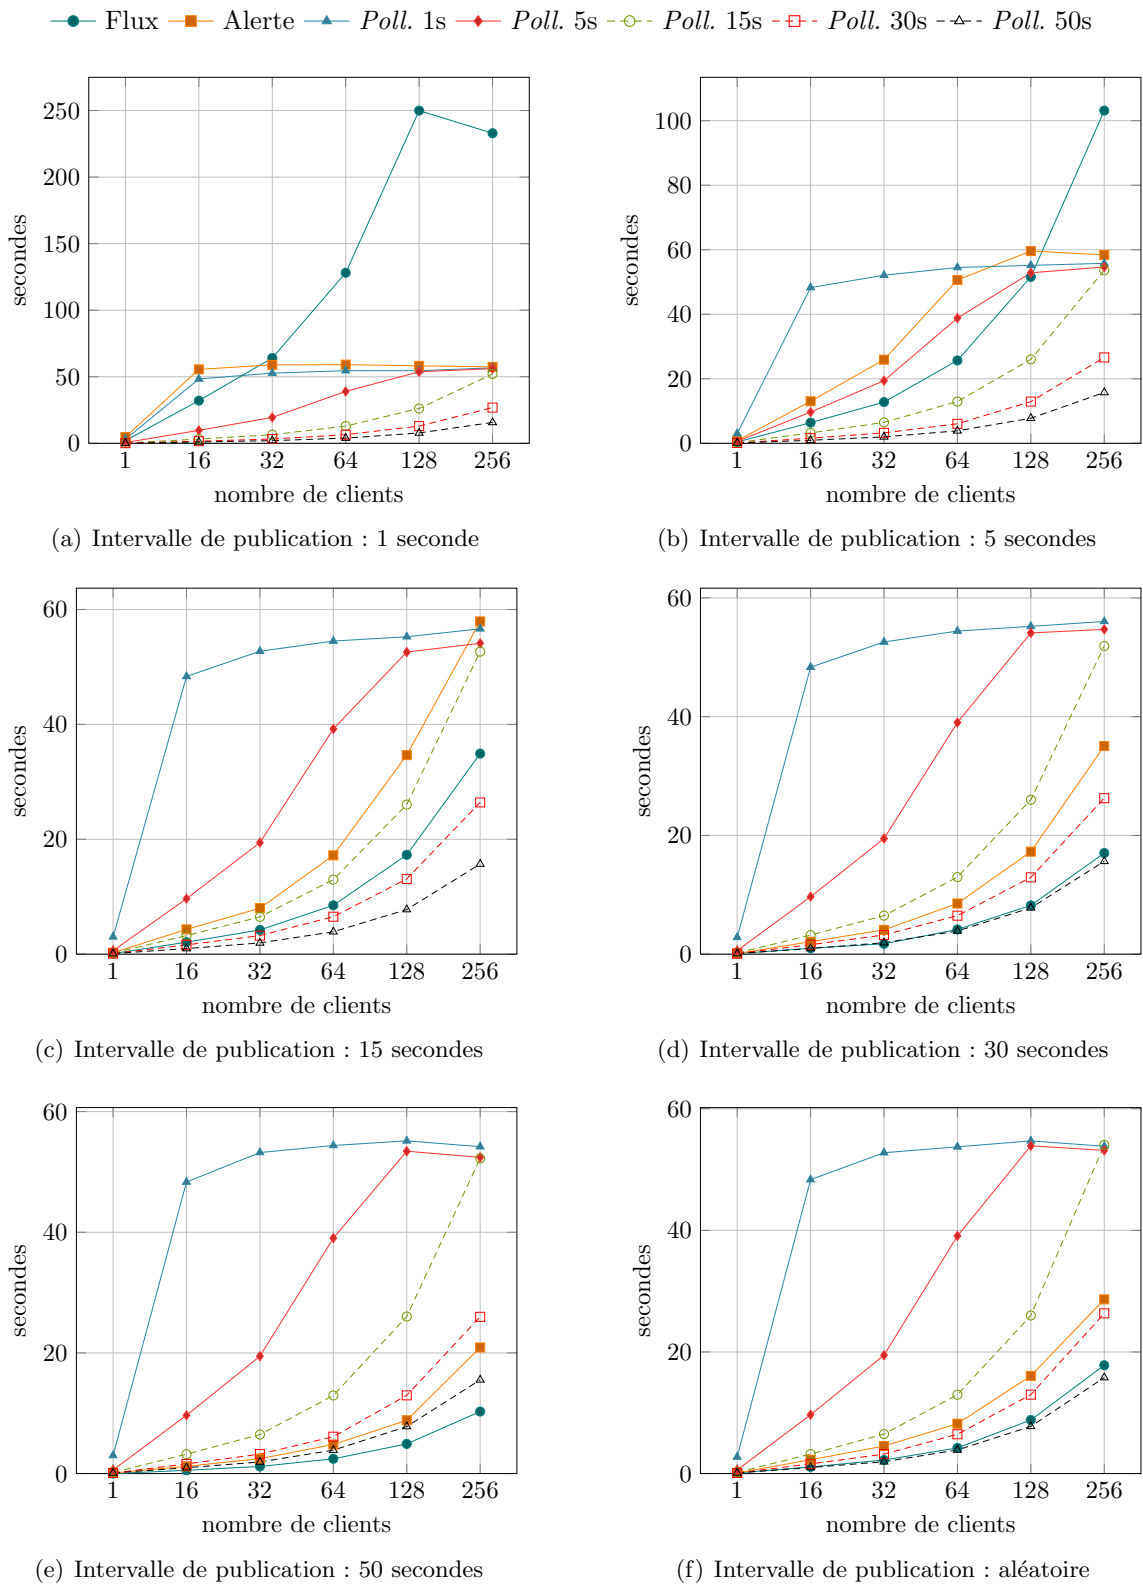 Flux Alerte Poll. 1s Poll. 5s Poll. 15s Poll. 30s Poll. 50s
250
200
150
100
50
0
secondes
1 16 32 64 128 256
nombre de clients
(a) Intervalle de publication : 1 seconde
100
80
60
40
20
0
secondes
1 16 32 64 128 256
nombre de clients
(b) Intervalle de publication : 5 secondes
60
40
20
0
secondes
1 16 32 64 128 256
nombre de clients
(c) Intervalle de publication : 15 secondes
60
40
20
0
secondes
1 16 32 64 128 256
nombre de clients
(d) Intervalle de publication : 30 secondes
60
40
20
0
secondes
1 16 32 64 128 256
nombre de clients
(e) Intervalle de publication : 50 secondes
60
40
20
0
secondes
1 16 32 64 128 256
nombre de clients
(f) Intervalle de publication : aléatoire